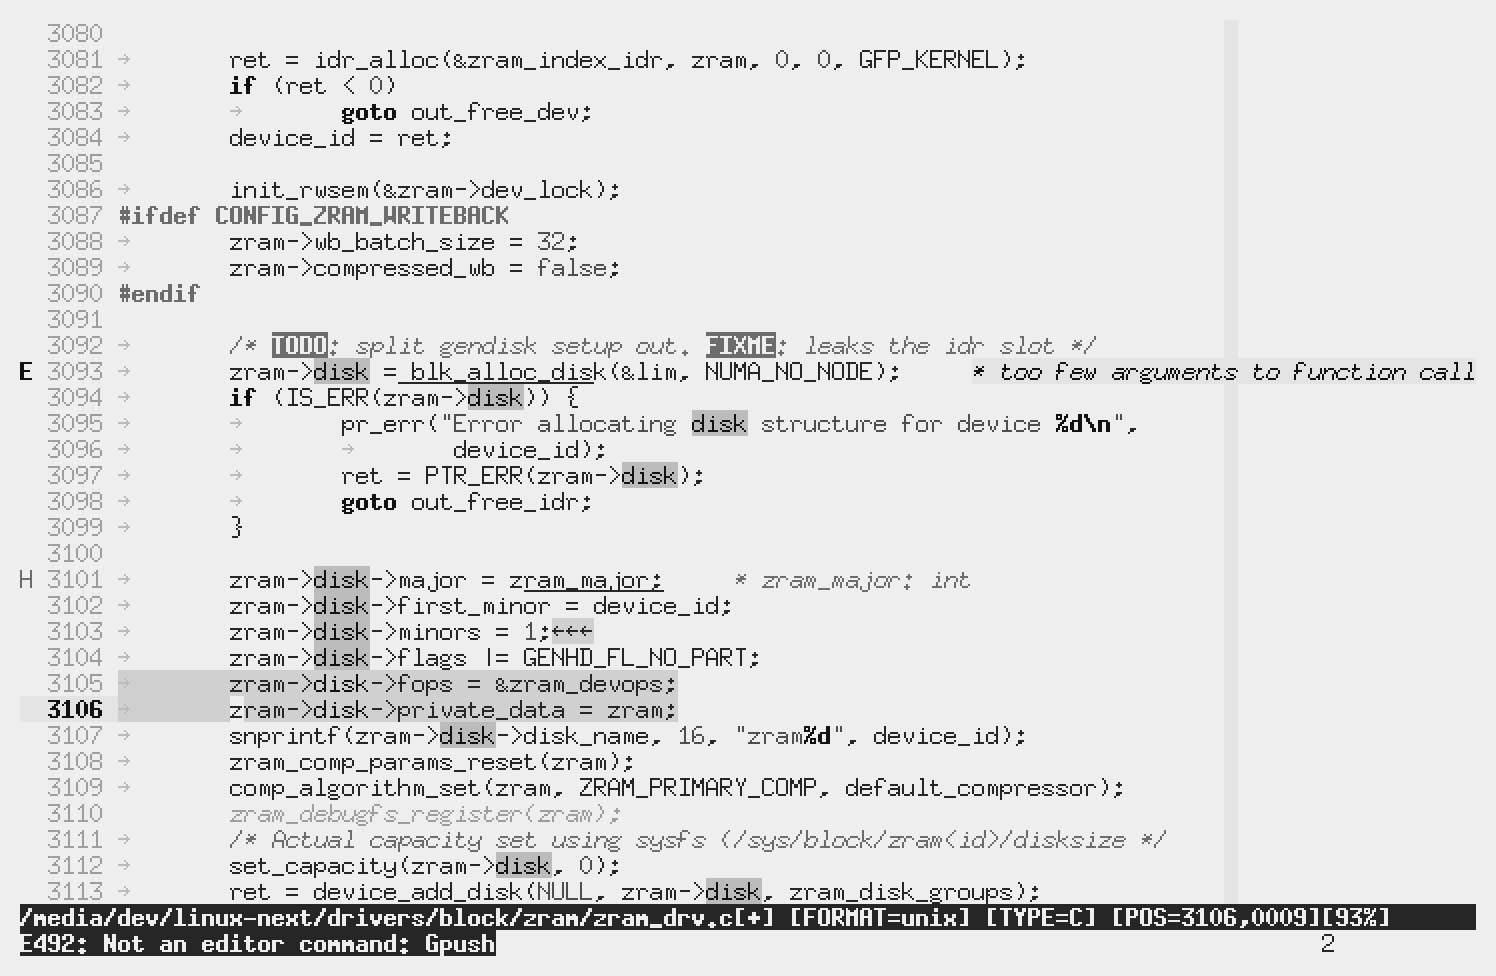 3080
3081 →       ret = idr_alloc(&zram_index_idr, zram, 0, 0, GFP_KERNEL);
3082 →       if (ret < 0)
3083 →       →       goto out_free_dev;
3084 →       device_id = ret;
3085
3086 →       init_rwsem(&zram->dev_lock);
3087 #ifdef CONFIG_ZRAM_WRITEBACK
3088 →       zram->wb_batch_size = 32;
3089 →       zram->compressed_wb = false;
3090 #endif
3091
3092 →       /* TODO: split gendisk setup out. FIXME: leaks the idr slot */
E 3093 →       zram->disk = blk_alloc_disk(&lim, NUMA_NO_NODE);     * too few arguments to function call
3094 →       if (IS_ERR(zram->disk)) {
3095 →       →       pr_err("Error allocating disk structure for device %d\n",
3096 →       →       →       device_id);
3097 →       →       ret = PTR_ERR(zram->disk);
3098 →       →       goto out_free_idr;
3099 →       }
3100
H 3101 →       zram->disk->major = zram_major;     * zram_major: int
3102 →       zram->disk->first_minor = device_id;
3103 →       zram->disk->minors = 1;←←←
3104 →       zram->disk->flags |= GENHD_FL_NO_PART;
3105 →       zram->disk->fops = &zram_devops;
3106 →       zram->disk->private_data = zram;
3107 →       snprintf(zram->disk->disk_name, 16, "zram%d", device_id);
3108 →       zram_comp_params_reset(zram);
3109 →       comp_algorithm_set(zram, ZRAM_PRIMARY_COMP, default_compressor);
3110         zram_debugfs_register(zram);
3111 →       /* Actual capacity set using sysfs (/sys/block/zram<id>/disksize */
3112 →       set_capacity(zram->disk, 0);
3113 →       ret = device_add_disk(NULL, zram->disk, zram_disk_groups);
/media/dev/linux-next/drivers/block/zram/zram_drv.c[+] [FORMAT=unix] [TYPE=C] [POS=3106,0009][93%]
E492: Not an editor command: Gpush     2